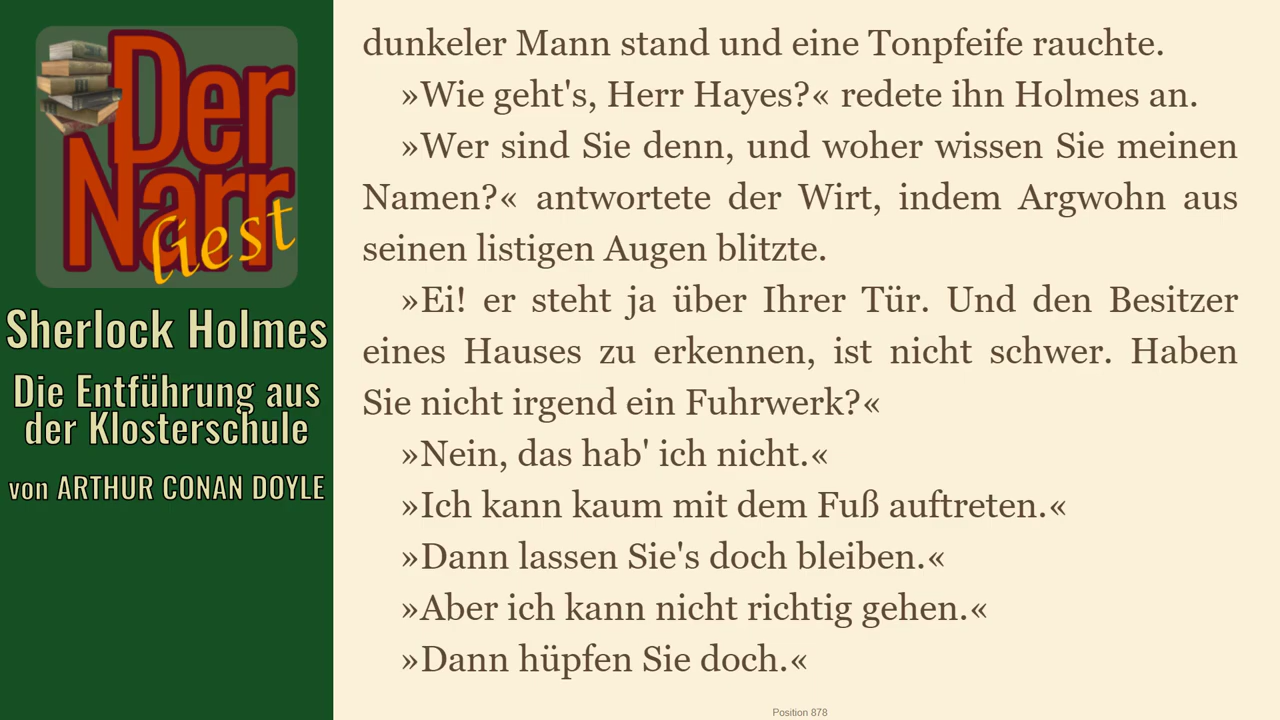 Der
Narr
liest
Sherlock Holmes
Die Entführung aus
der Klosterschule
von ARTHUR CONAN DOYLE
dunkeler Mann stand und eine Tonpfeife rauchte.
»Wie geht's, Herr Hayes?« redete ihn Holmes an.
»Wer sind Sie denn, und woher wissen Sie meinen
Namen?« antwortete der Wirt, indem Argwohn aus
seinen listigen Augen blitzte.
»Ei! er steht ja über Ihrer Tür. Und den Besitzer
eines Hauses zu erkennen, ist nicht schwer. Haben
Sie nicht irgend ein Fuhrwerk?«
»Nein, das hab' ich nicht.«
»Ich kann kaum mit dem Fuß auftreten.«
»Dann lassen Sie's doch bleiben.«
»Aber ich kann nicht richtig gehen.«
»Dann hüpfen Sie doch.«
Position 878